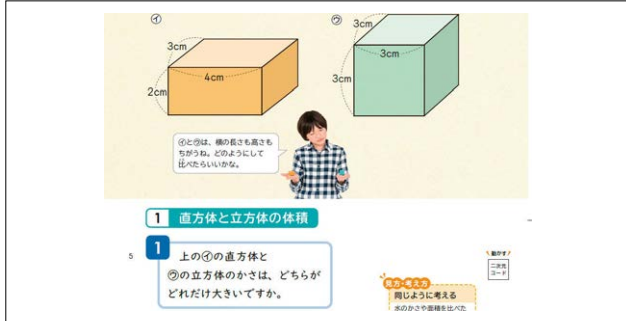 ㋑
3cm
4cm
2cm
㋒
3cm
3cm
3cm
㋑と㋒は、横の長さも高さも
ちがうね。どのようにして
比べたらいいかな。
1 直方体と立方体の体積
5
1
上の㋑の直方体と
㋒の立方体のかさは、どちらが
どれだけ大きいですか。
動かす!
二次元
コード
見方・考え方
同じように考える
水のかさや面積を比べた